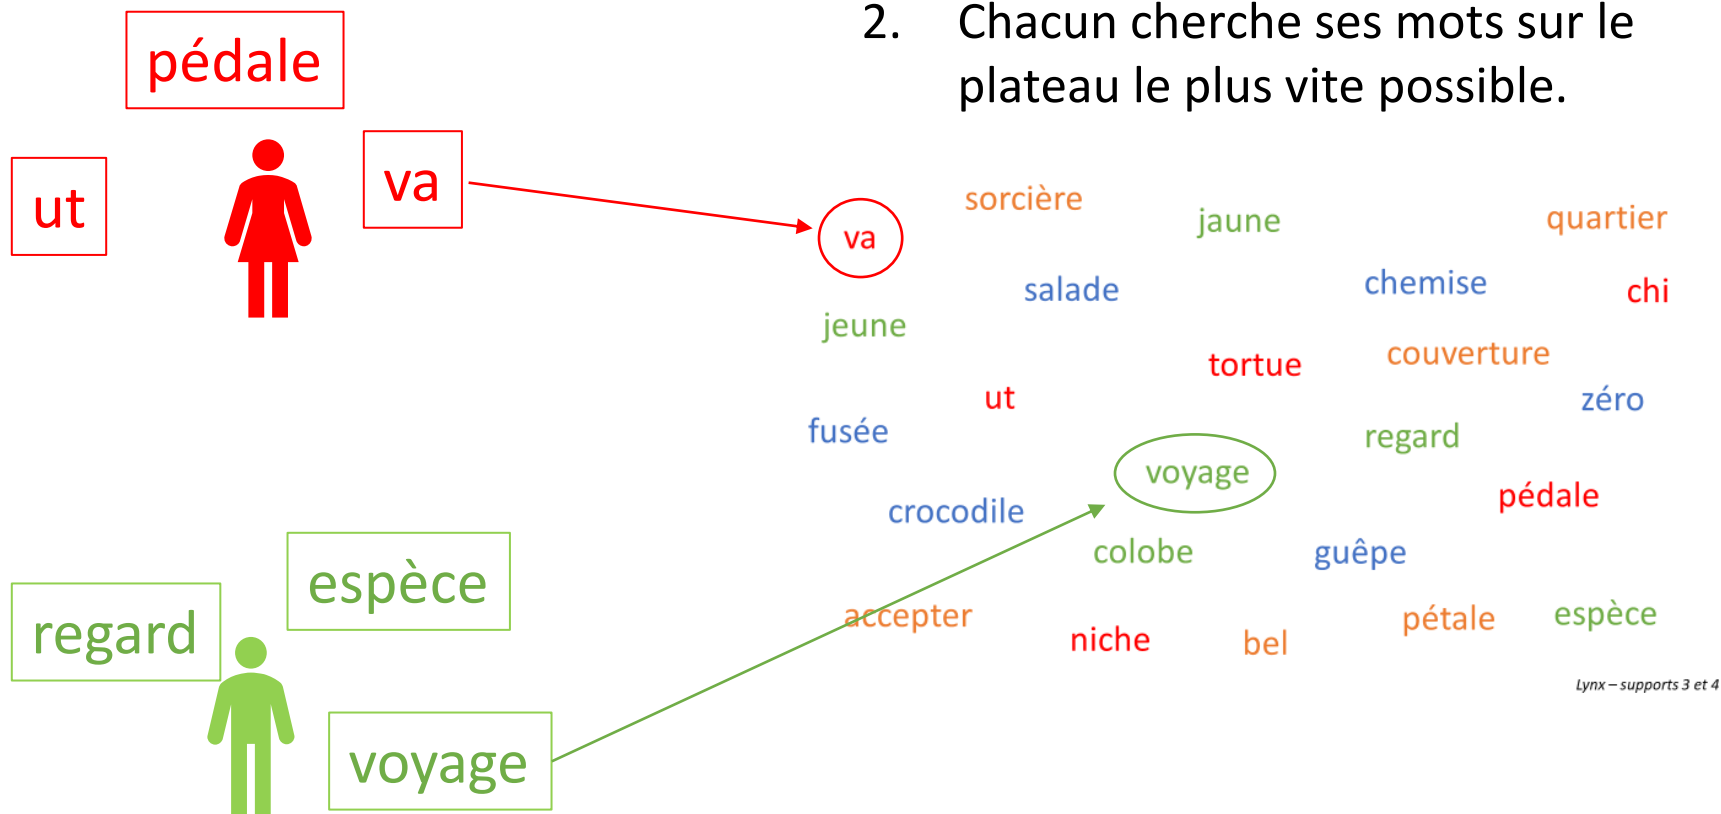 2. Chacun cherche ses mots sur le
plateau le plus vite possible.
pédale
ut
va
regard
espèce
voyage
sorcière
jaune
quartier
va
salade
chemise
chi
jeune
tortue
couverture
ut
zéro
fusée
regard
voyage
pédale
crocodile
colobe
guêpe
accepter
niche
bel
pétale
espèce
Lynx – supports 3 et 4